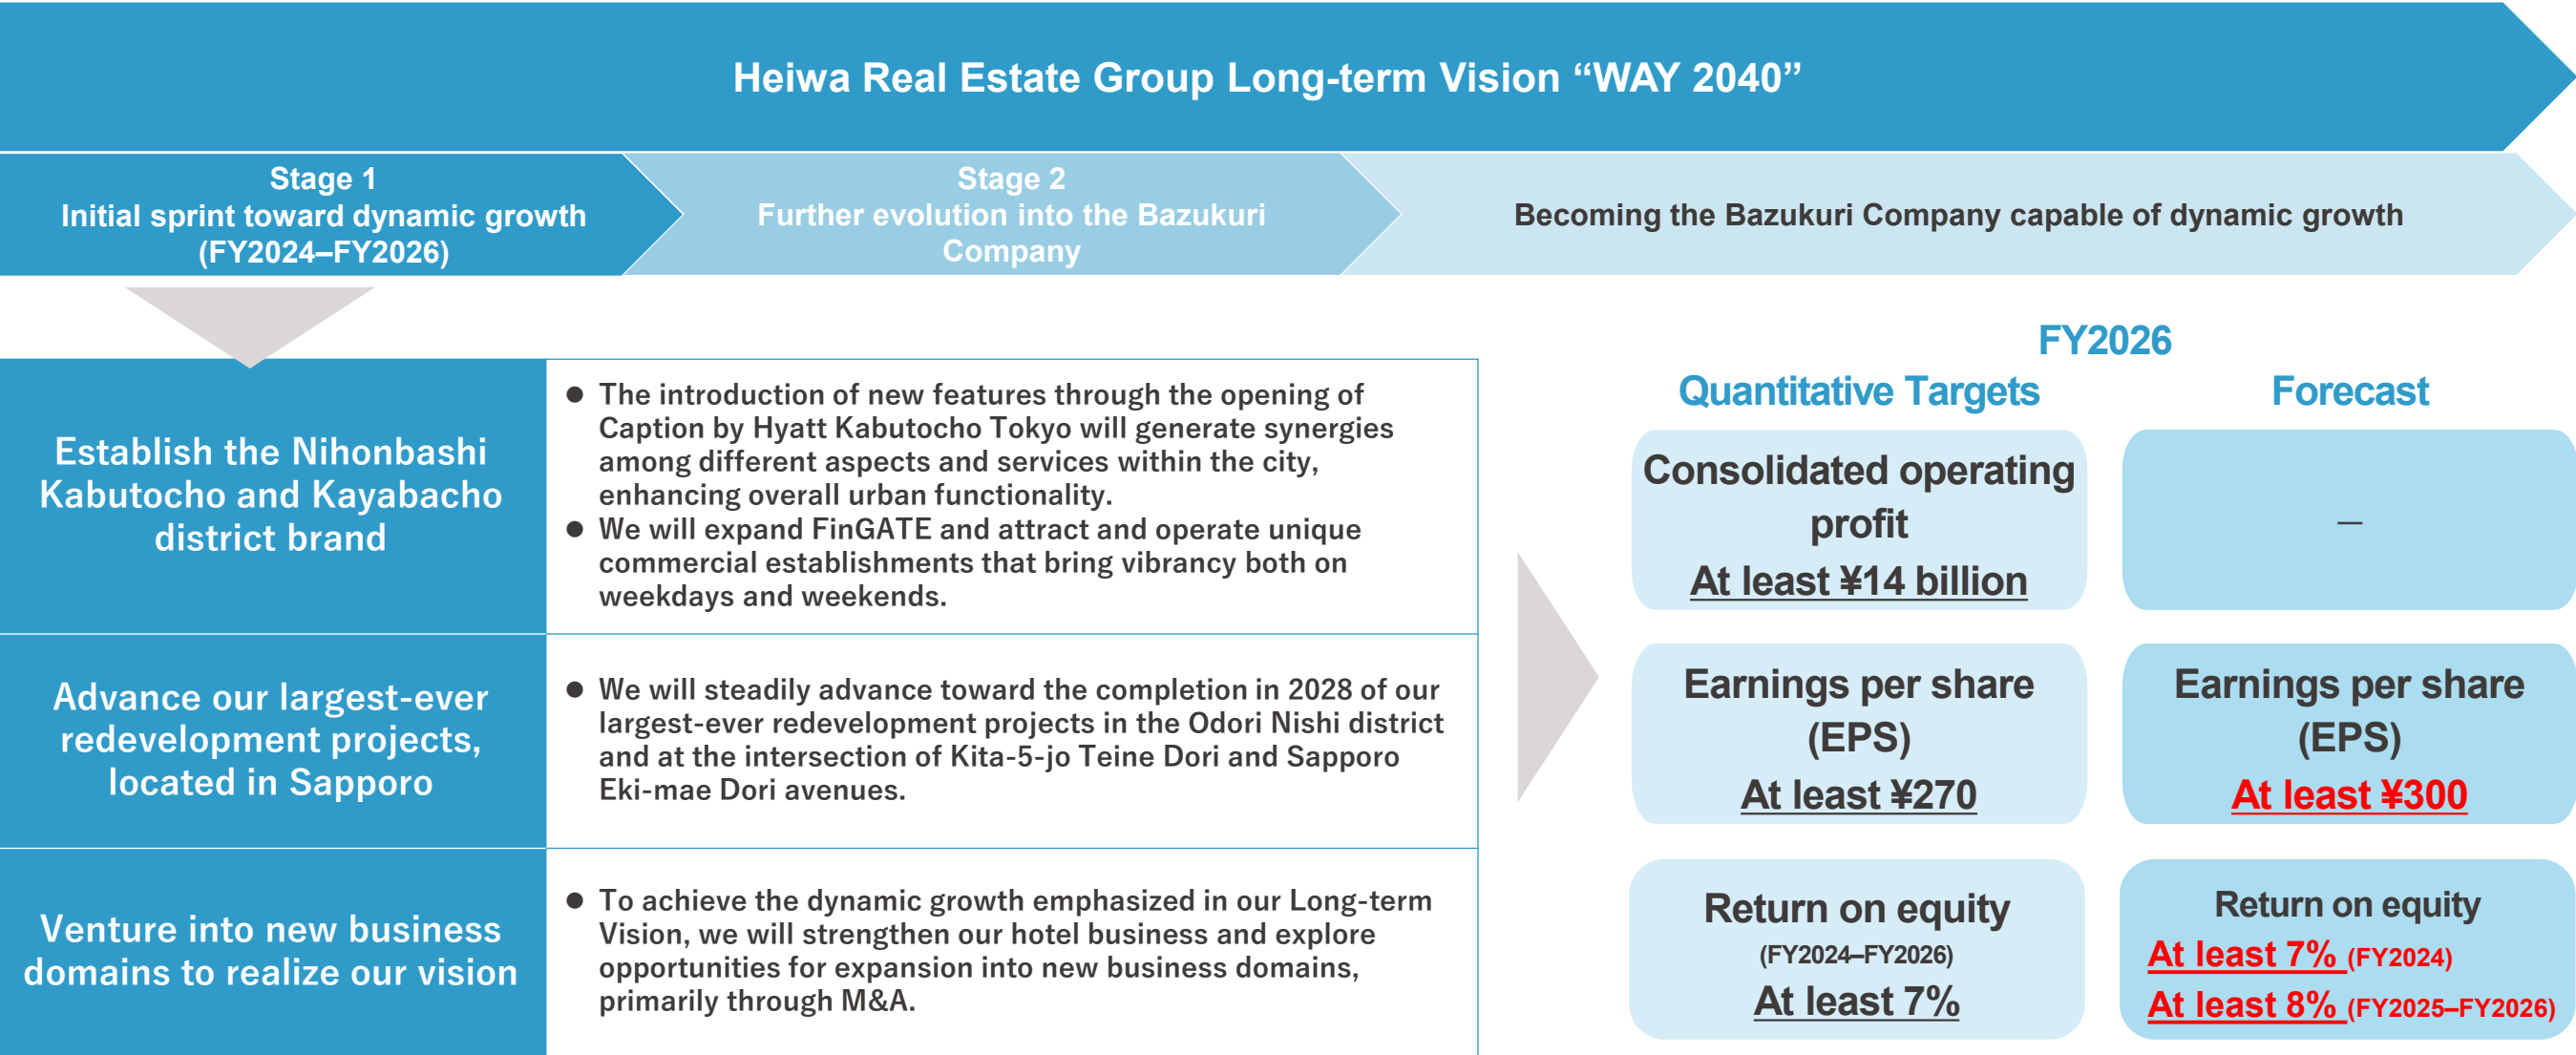 Heiwa Real Estate Group Long-term Vision “WAY 2040”
Stage 1
Initial sprint toward dynamic growth
(FY2024–FY2026)
Stage 2
Further evolution into the Bazukuri
Company
Becoming the Bazukuri Company capable of dynamic growth
Establish the Nihonbashi
Kabutocho and Kayabacho
district brand
● The introduction of new features through the opening of
Caption by Hyatt Kabutocho Tokyo will generate synergies
among different aspects and services within the city,
enhancing overall urban functionality.
● We will expand FinGATE and attract and operate unique
commercial establishments that bring vibrancy both on
weekdays and weekends.
Advance our largest-ever
redevelopment projects,
located in Sapporo
● We will steadily advance toward the completion in 2028 of our
largest-ever redevelopment projects in the Odori Nishi district
and at the intersection of Kita-5-jo Teine Dori and Sapporo
Eki-mae Dori avenues.
Venture into new business
domains to realize our vision
● To achieve the dynamic growth emphasized in our Long-term
Vision, we will strengthen our hotel business and explore
opportunities for expansion into new business domains,
primarily through M&A.
FY2026
Quantitative Targets
Forecast
Consolidated operating
profit
At least ¥14 billion
–
Earnings per share
(EPS)
At least ¥270
Earnings per share
(EPS)
At least ¥300
Return on equity
(FY2024–FY2026)
At least 7%
Return on equity
At least 7% (FY2024)
At least 8% (FY2025–FY2026)